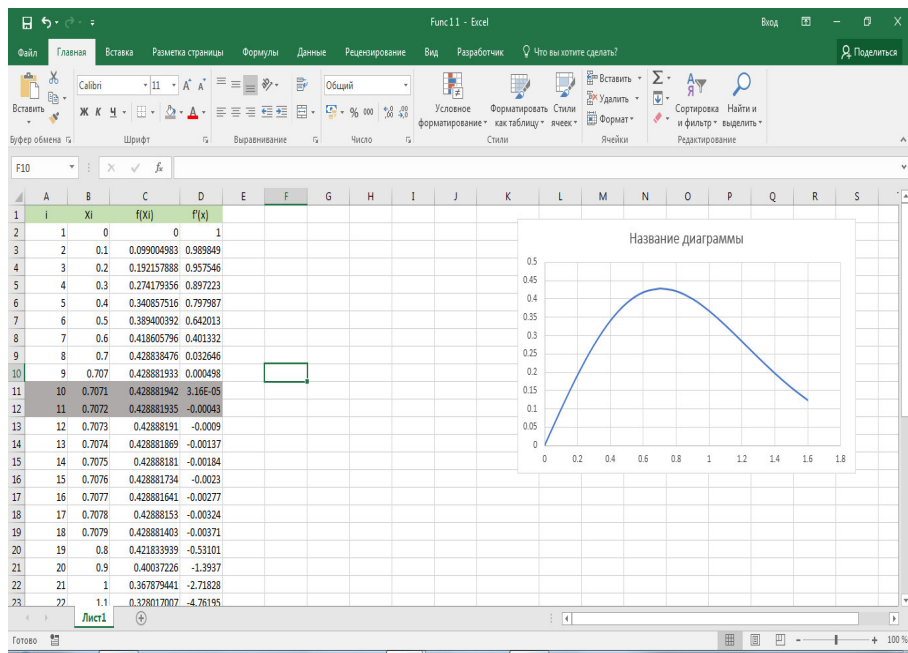 Func11 - Excel
Вход
Файл Главная Вставка Разметка страницы Формулы Данные Рецензирование Вид Разработчик Что вы хотите сделать? Поделиться
Вставить
Calibri 11
Ж К Ч
Общий
% 000
Условное форматирование
Форматировать как таблицу
Стили ячеек
Вставить
Удалить
Формат
Сортировка и фильтр
Найти и выделить
Буфер обмена Шрифт Выравнивание Число Стили Ячейки Редактирование
F10 fx
A B C D E F G H I J K L M N O P Q R S
1 i Xi f(Xi) f'(x)
2 1 0 0 1
3 2 0.1 0.099004983 0.989849
4 3 0.2 0.192157888 0.957546
5 4 0.3 0.274179356 0.897223
6 5 0.4 0.340857516 0.797987
7 6 0.5 0.389400392 0.642013
8 7 0.6 0.418605796 0.401332
9 8 0.7 0.428838476 0.032646
10 9 0.707 0.428881933 0.000498
11 10 0.7071 0.428881942 3.16E-05
12 11 0.7072 0.428881935 -0.00043
13 12 0.7073 0.42888191 -0.0009
14 13 0.7074 0.428881869 -0.00137
15 14 0.7075 0.42888181 -0.00184
16 15 0.7076 0.428881734 -0.0023
17 16 0.7077 0.428881641 -0.00277
18 17 0.7078 0.42888153 -0.00324
19 18 0.7079 0.428881403 -0.00371
20 19 0.8 0.421833939 -0.53101
21 20 0.9 0.40037226 -1.3937
22 21 1 0.367879441 -2.71828
23 22 1.1 0.328017007 -4.76195
Название диаграммы
0.5
0.45
0.4
0.35
0.3
0.25
0.2
0.15
0.1
0.05
0
0 0.2 0.4 0.6 0.8 1 1.2 1.4 1.6 1.8
Лист1
Готово
100 %